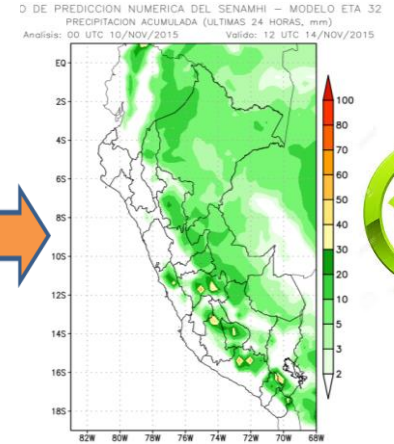 D DE PREDICCION NUMERICA DEL SENAMHI – MODELO ETA 32
PRECIPITACION ACUMULADA (ULTIMAS 24 HORAS, mm)
Analisis: 00 UTC 10/NOV/2015 Valido: 12 UTC 14/NOV/2015
EQ
2S
4S
6S
8S
10S
12S
14S
16S
18S
82W 80W 78W 76W 74W 72W 70W 68W
100
80
70
60
50
40
30
20
10
5
3
2